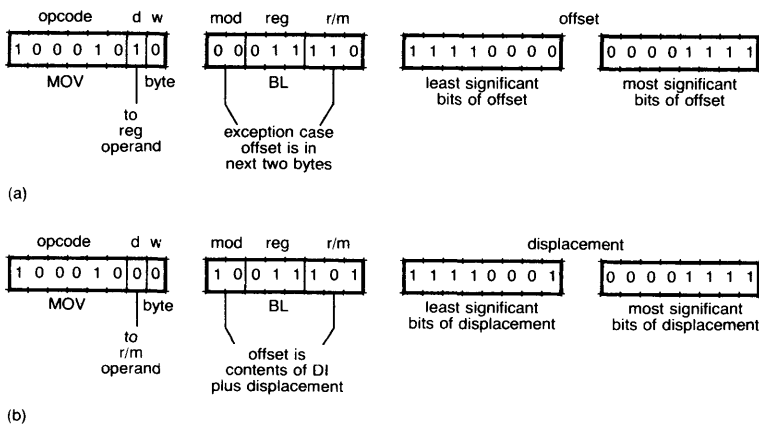 opcode d w mod reg r/m offset
1 0 0 0 1 0 1 0 0 0 0 1 1 1 1 0 1 1 1 1 0 0 0 0 0 0 0 0 1 1 1 1
MOV byte BL least significant most significant
bits of offset bits of offset
to exception case
reg offset is in
operand next two bytes
(a)
opcode d w mod reg r/m displacement
1 0 0 0 1 0 0 0 1 0 0 1 1 1 0 1 1 1 1 1 0 0 0 1 0 0 0 0 1 1 1 1
MOV byte BL least significant most significant
bits of displacement bits of displacement
to offset is
r/m contents of DI
operand plus displacement
(b)